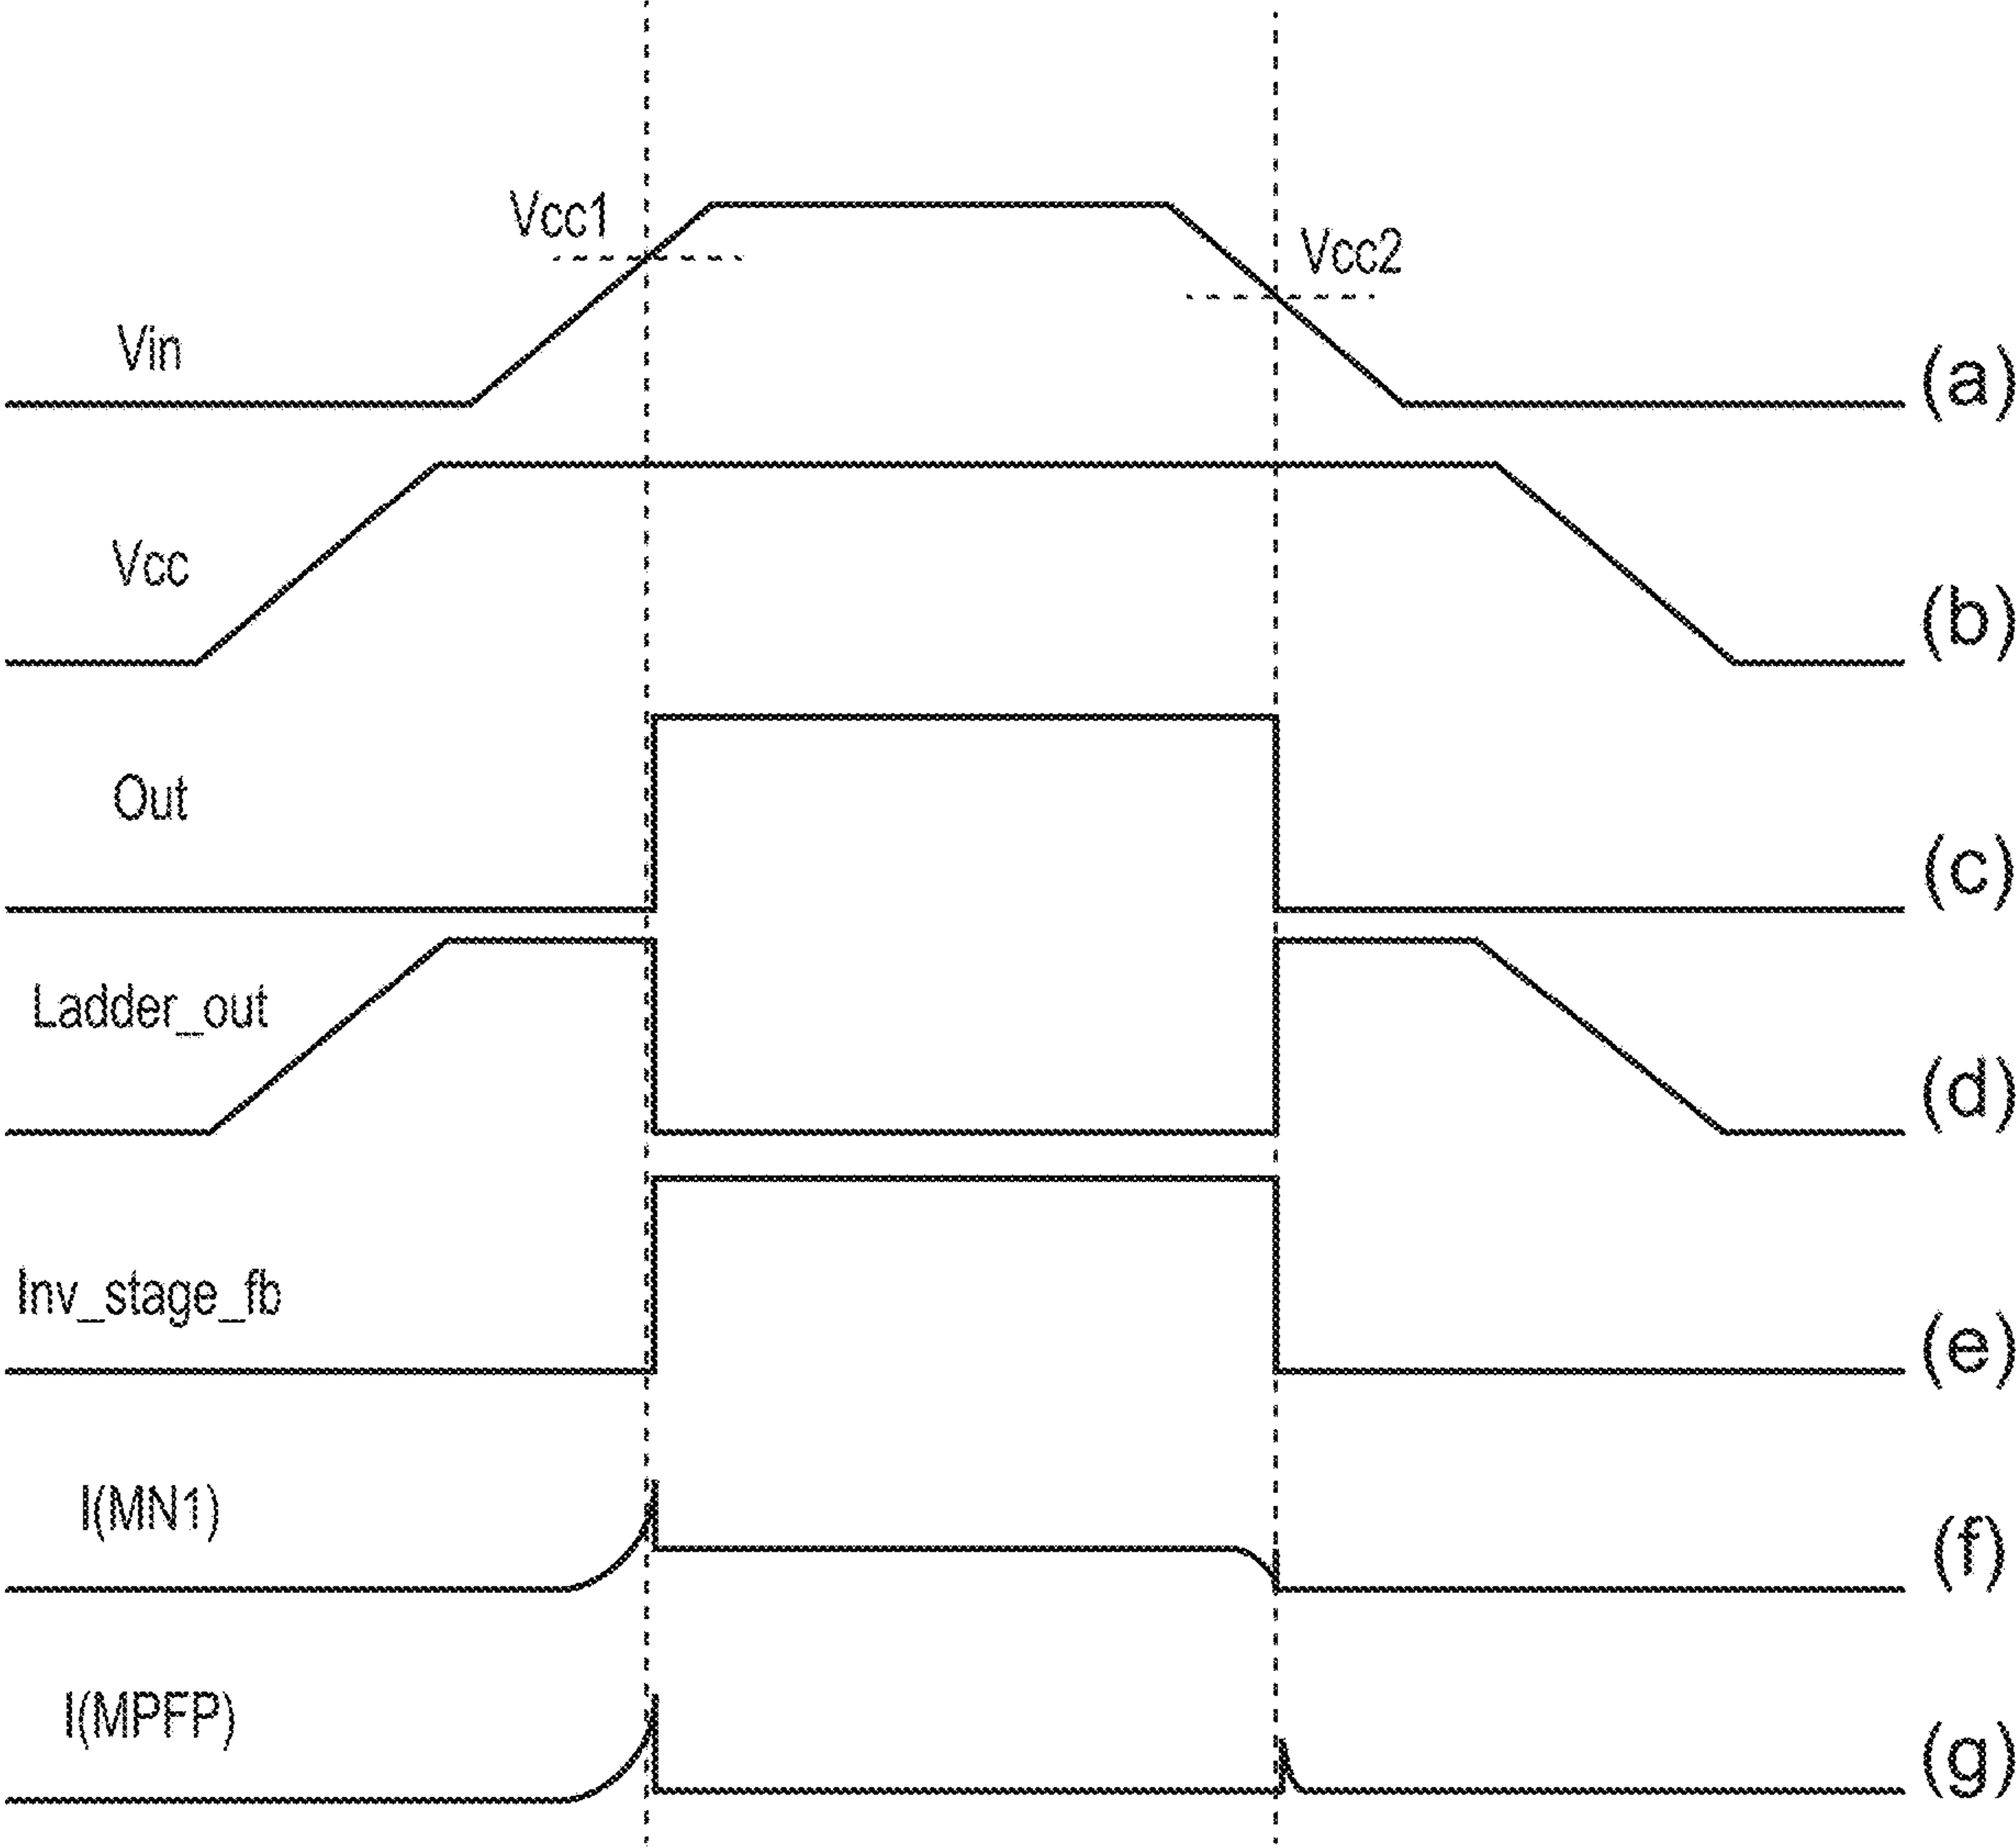 Vcc1
Vcc2
Vin
(a)
Vcc
(b)
Out
(c)
Ladder_out
(d)
Inv_stage_fb
(e)
I(MN1)
(f)
I(MPFP)
(g)